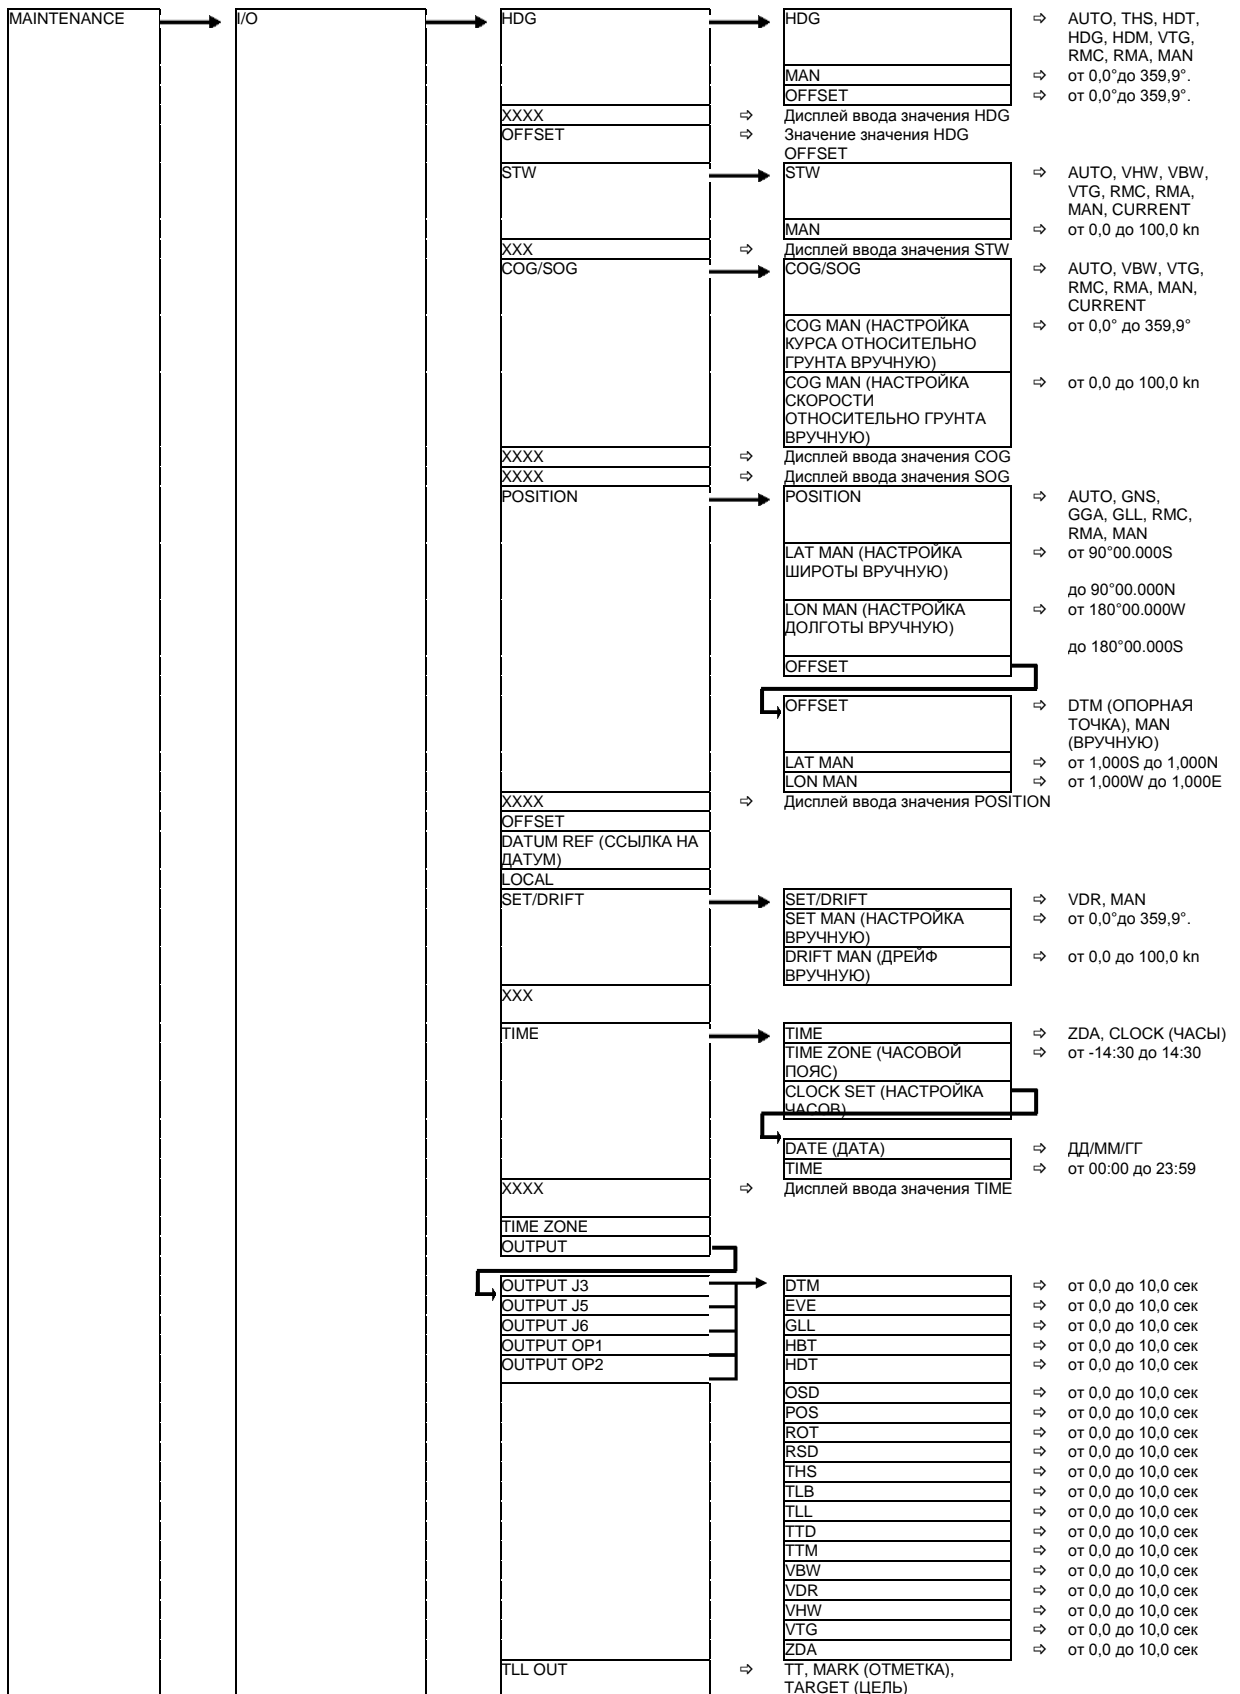 MAINTENANCE I/O HDG HDG ⇨ AUTO, THS, HDT,
HDG, HDM, VTG,
RMC, RMA, MAN
MAN ⇨ от 0,0°до 359,9°.
OFFSET ⇨ от 0,0°до 359,9°.
XXXX ⇨ Дисплей ввода значения HDG
OFFSET ⇨ Значение значения HDG
OFFSET
STW STW ⇨ AUTO, VHW, VBW,
VTG, RMC, RMA,
MAN, CURRENT
MAN ⇨ от 0,0 до 100,0 kn
XXX ⇨ Дисплей ввода значения STW
COG/SOG COG/SOG ⇨ AUTO, VBW, VTG,
RMC, RMA, MAN,
CURRENT
COG MAN (НАСТРОЙКА ⇨ от 0,0° до 359,9°
КУРСА ОТНОСИТЕЛЬНО
ГРУНТА ВРУЧНУЮ)
COG MAN (НАСТРОЙКА ⇨ от 0,0 до 100,0 kn
СКОРОСТИ
ОТНОСИТЕЛЬНО ГРУНТА
ВРУЧНУЮ)
XXXX ⇨ Дисплей ввода значения COG
XXXX ⇨ Дисплей ввода значения SOG
POSITION POSITION ⇨ AUTO, GNS,
GGA, GLL, RMC,
RMA, MAN
LAT MAN (НАСТРОЙКА ⇨ от 90°00.000S
ШИРОТЫ ВРУЧНУЮ)
до 90°00.000N
LON MAN (НАСТРОЙКА ⇨ от 180°00.000W
ДОЛГОТЫ ВРУЧНУЮ)
до 180°00.000S
OFFSET
OFFSET ⇨ DTM (ОПОРНАЯ
ТОЧКА), MAN
(ВРУЧНУЮ)
LAT MAN ⇨ от 1,000S до 1,000N
LON MAN ⇨ от 1,000W до 1,000E
XXXX ⇨ Дисплей ввода значения POSITION
OFFSET
DATUM REF (ССЫЛКА НА
ДАТУМ)
LOCAL
SET/DRIFT SET/DRIFT ⇨ VDR, MAN
SET MAN (НАСТРОЙКА ⇨ от 0,0°до 359,9°.
ВРУЧНУЮ)
DRIFT MAN (ДРЕЙФ ⇨ от 0,0 до 100,0 kn
ВРУЧНУЮ)
XXX
TIME TIME ⇨ ZDA, CLOCK (ЧАСЫ)
TIME ZONE (ЧАСОВОЙ ⇨ от -14:30 до 14:30
ПОЯС)
CLOCK SET (НАСТРОЙКА
ЧАСОВ)
DATE (ДАТА) ⇨ ДД/ММ/ГГ
TIME ⇨ от 00:00 до 23:59
XXXX ⇨ Дисплей ввода значения TIME
TIME ZONE
OUTPUT
OUTPUT J3 DTM ⇨ от 0,0 до 10,0 сек
OUTPUT J5 EVE ⇨ от 0,0 до 10,0 сек
OUTPUT J6 GLL ⇨ от 0,0 до 10,0 сек
OUTPUT OP1 HBT ⇨ от 0,0 до 10,0 сек
OUTPUT OP2 HDT ⇨ от 0,0 до 10,0 сек
OSD ⇨ от 0,0 до 10,0 сек
POS ⇨ от 0,0 до 10,0 сек
ROT ⇨ от 0,0 до 10,0 сек
RSD ⇨ от 0,0 до 10,0 сек
THS ⇨ от 0,0 до 10,0 сек
TLB ⇨ от 0,0 до 10,0 сек
TLL ⇨ от 0,0 до 10,0 сек
TTD ⇨ от 0,0 до 10,0 сек
TTM ⇨ от 0,0 до 10,0 сек
VBW ⇨ от 0,0 до 10,0 сек
VDR ⇨ от 0,0 до 10,0 сек
VHW ⇨ от 0,0 до 10,0 сек
VTG ⇨ от 0,0 до 10,0 сек
ZDA ⇨ от 0,0 до 10,0 сек
TLL OUT ⇨ TT, MARK (ОТМЕТКА),
TARGET (ЦЕЛЬ)